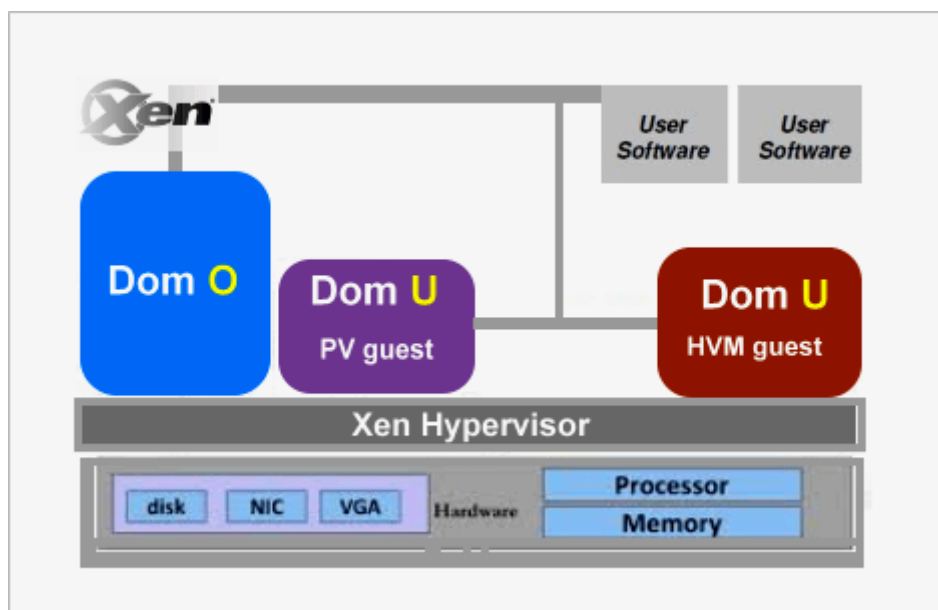 Xen
User
Software
User
Software
Dom O
Dom U
PV guest
Dom U
HVM guest
Xen Hypervisor
disk
NIC
VGA
Hardware
Processor
Memory